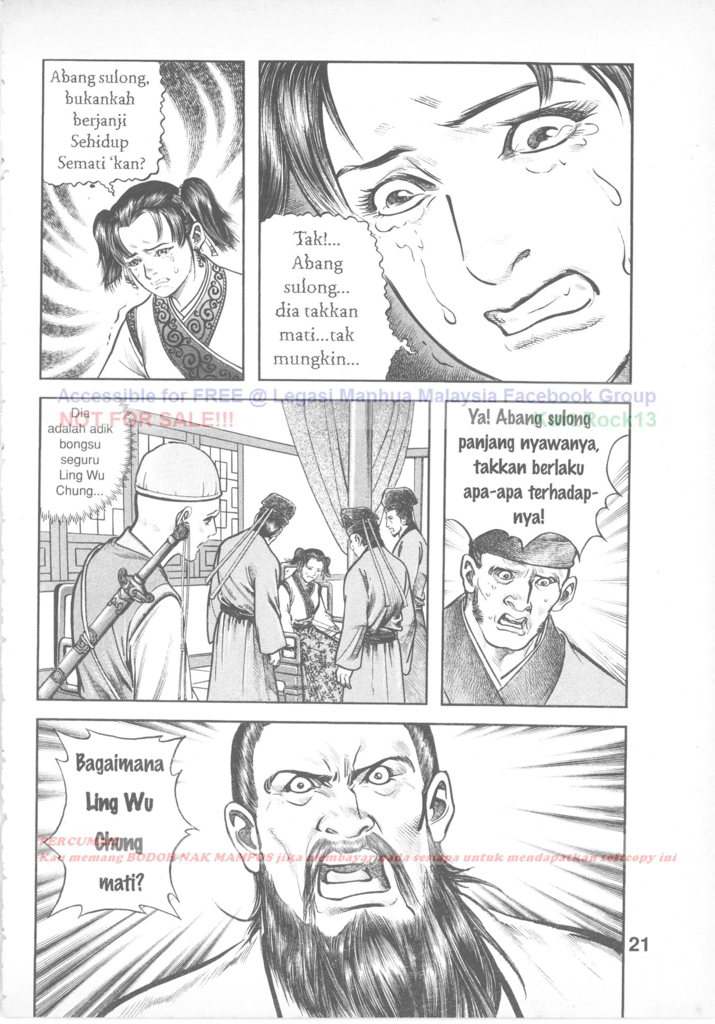 Abang sulong,
bukankah
berjanji
Sehidup
Semati 'kan?
Tak!...
Abang
sulong...
dia takkan
mati...tak
mungkin...
Accessible for FREE @ Legasi Manhua Malaysia Facebook Group
NOT FOR SALE!!!
Dia
adalah adik
bongsu
seguru
Ling Wu
Chung...
Ya! Abang sulong
panjang nyawanya,
takkan berlaku
apa-apa terhadap-
nya!
Bagaimana
Ling Wu
Chung
mati?
Kau memang BODOH NAK MAMPUS jika membayar pada sesiapa untuk mendapatkan softcopy ini
21